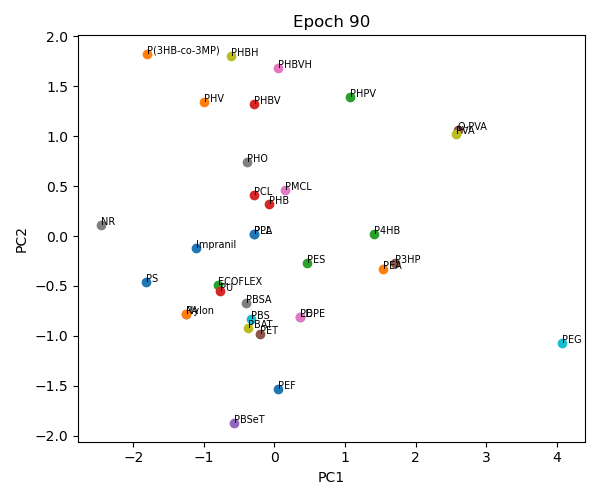 Epoch 90
P(3HB-co-3MP)
PHBH
PHBVH
PHV
PHBV
PHPV
O-PVA
PVA
PHO
PCL
PMCL
PHB
NR
Impranil
PLA
P4HB
PES
P3HP
PEA
PS
ECOFLEX
PU
PBSA
Nylon
PBS
PBAT
PET
LDPE
PEG
PEF
PBSeT
2.0
1.5
1.0
0.5
0.0
−0.5
−1.0
−1.5
−2.0
PC2
−2 −1 0 1 2 3 4
PC1